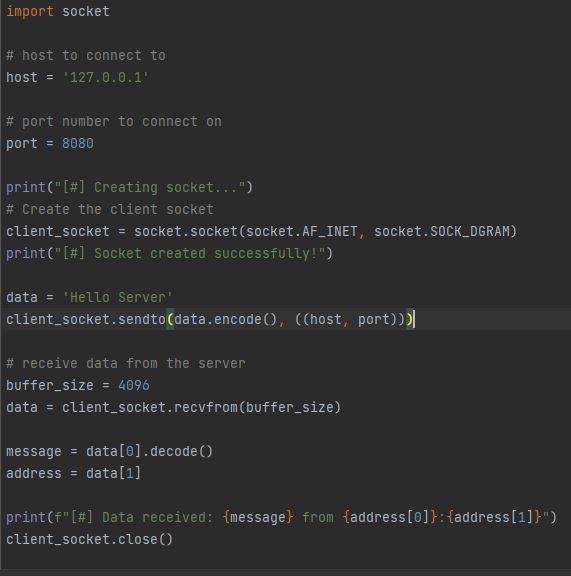 import socket
# host to connect to
host = '127.0.0.1'
# port number to connect on
port = 8080
print("[#] Creating socket...")
# Create the client socket
client_socket = socket.socket(socket.AF_INET, socket.SOCK_DGRAM)
print("[#] Socket created successfully!")
data = 'Hello Server'
client_socket.sendto(data.encode(), ((host, port)))
# receive data from the server
buffer_size = 4096
data = client_socket.recvfrom(buffer_size)
message = data[0].decode()
address = data[1]
print(f"[#] Data received: {message} from {address[0]}:{address[1]}")
client_socket.close()